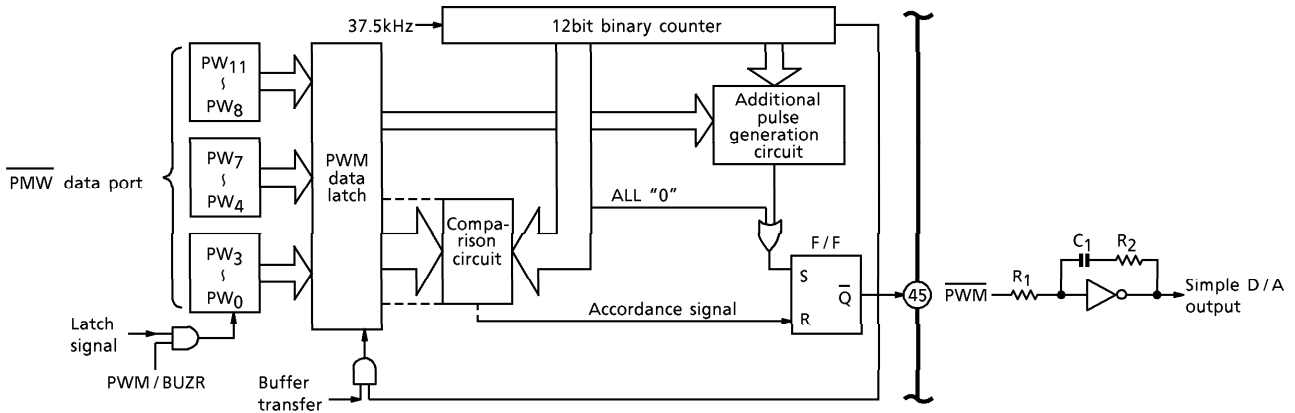 37.5kHz
12bit binary counter
PW11
∫
PW8
PW7
∫
PW4
PW3
∫
PW0
PMW data port
PWM
data
latch
Additional
pulse
generation
circuit
ALL "0"
Compa-
rison
circuit
F/F
S
Q
R
Accordance signal
45
Latch
signal
PWM/BUZR
Buffer
transfer
PWM
R1
C1
R2
Simple D/A
output